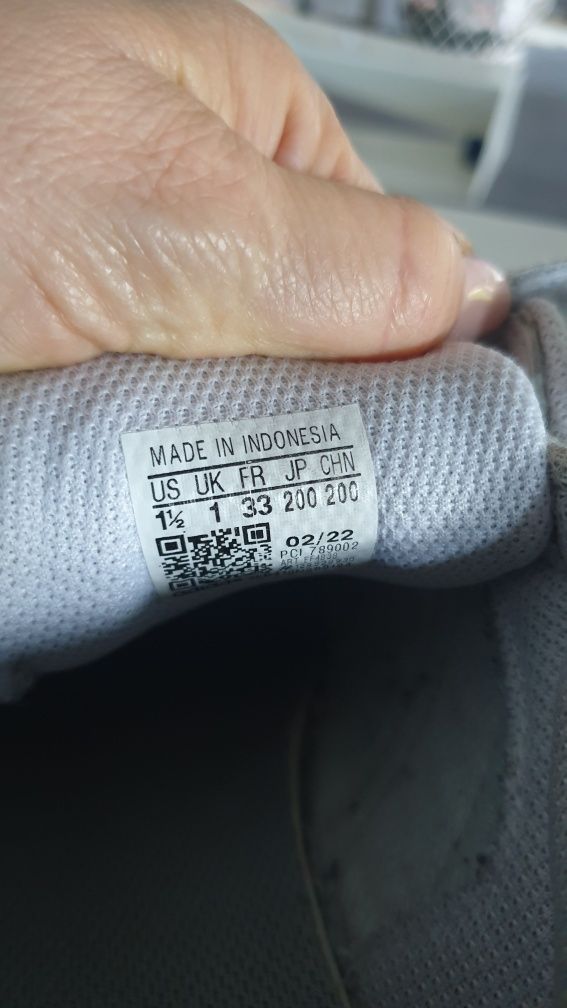 MADE IN INDONESIA
US UK FR JP CHN
1½ 1 33 200 200
02/22
PCI 789002